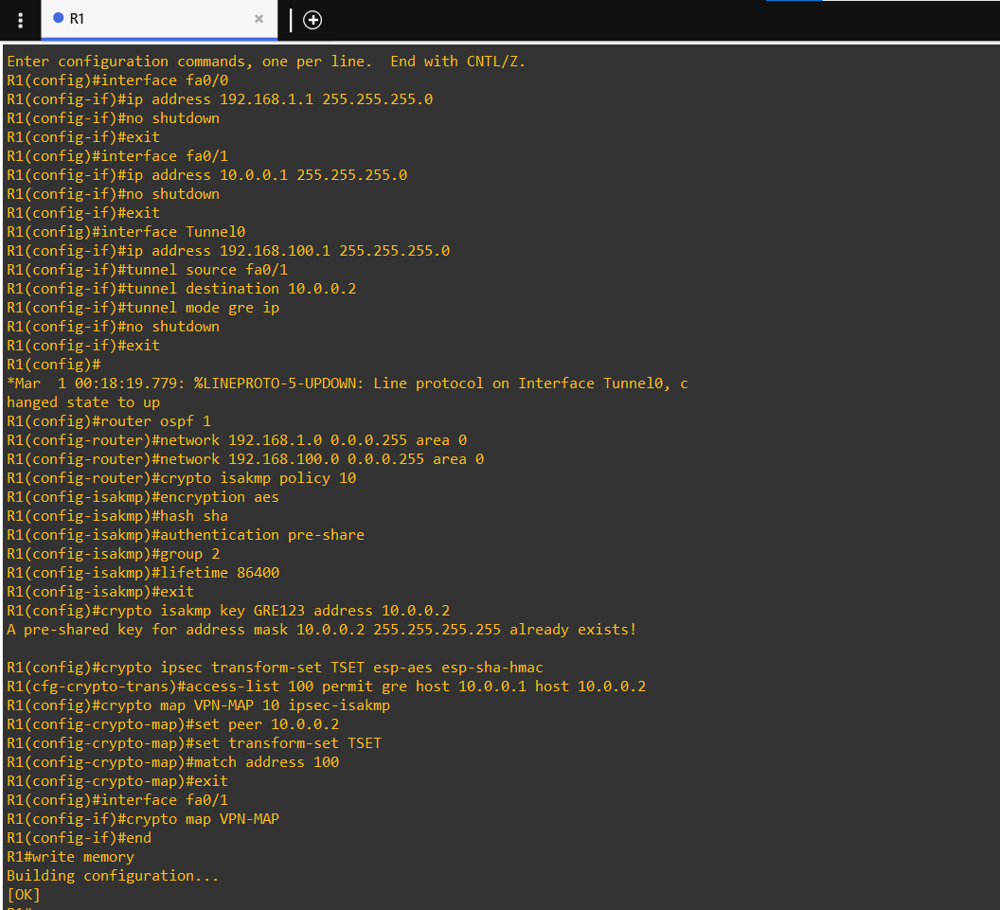 R1
Enter configuration commands, one per line.  End with CNTL/Z.
R1(config)#interface fa0/0
R1(config-if)#ip address 192.168.1.1 255.255.255.0
R1(config-if)#no shutdown
R1(config-if)#exit
R1(config)#interface fa0/1
R1(config-if)#ip address 10.0.0.1 255.255.255.0
R1(config-if)#no shutdown
R1(config-if)#exit
R1(config)#interface Tunnel0
R1(config-if)#ip address 192.168.100.1 255.255.255.0
R1(config-if)#tunnel source fa0/1
R1(config-if)#tunnel destination 10.0.0.2
R1(config-if)#tunnel mode gre ip
R1(config-if)#no shutdown
R1(config-if)#exit
R1(config)#
*Mar  1 00:18:19.779: %LINEPROTO-5-UPDOWN: Line protocol on Interface Tunnel0, c
hanged state to up
R1(config)#router ospf 1
R1(config-router)#network 192.168.1.0 0.0.0.255 area 0
R1(config-router)#network 192.168.100.0 0.0.0.255 area 0
R1(config-router)#crypto isakmp policy 10
R1(config-isakmp)#encryption aes
R1(config-isakmp)#hash sha
R1(config-isakmp)#authentication pre-share
R1(config-isakmp)#group 2
R1(config-isakmp)#lifetime 86400
R1(config-isakmp)#exit
R1(config)#crypto isakmp key GRE123 address 10.0.0.2
A pre-shared key for address mask 10.0.0.2 255.255.255.255 already exists!
R1(config)#crypto ipsec transform-set TSET esp-aes esp-sha-hmac
R1(cfg-crypto-trans)#access-list 100 permit gre host 10.0.0.1 host 10.0.0.2
R1(config)#crypto map VPN-MAP 10 ipsec-isakmp
R1(config-crypto-map)#set peer 10.0.0.2
R1(config-crypto-map)#set transform-set TSET
R1(config-crypto-map)#match address 100
R1(config-crypto-map)#exit
R1(config)#interface fa0/1
R1(config-if)#crypto map VPN-MAP
R1(config-if)#end
R1#write memory
Building configuration...
[OK]